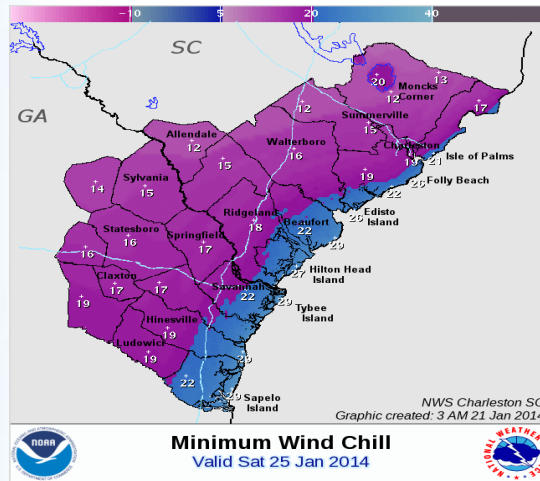 -10 5 20 40
SC
GA
20
13
Moncks
12
Corner
12
17
Summerville
15
Allendale
12
Walterboro
16
15
Charleston
19
21
Isle of Palms
19
26
Folly Beach
22
14
Sylvania
15
Ridgeland
18
Beaufort
22
26
Edisto
Island
29
Statesboro
16
Springfield
17
16
27
Hilton Head
Island
Claxton
17
17
Savannah
22
29
Tybee
Island
19
Hinesville
19
Ludowici
19
29
22
29
Sapelo
Island
NWS Charleston SC
Graphic created: 3 AM 21 Jan 2014
NOAA
Minimum Wind Chill
Valid Sat 25 Jan 2014